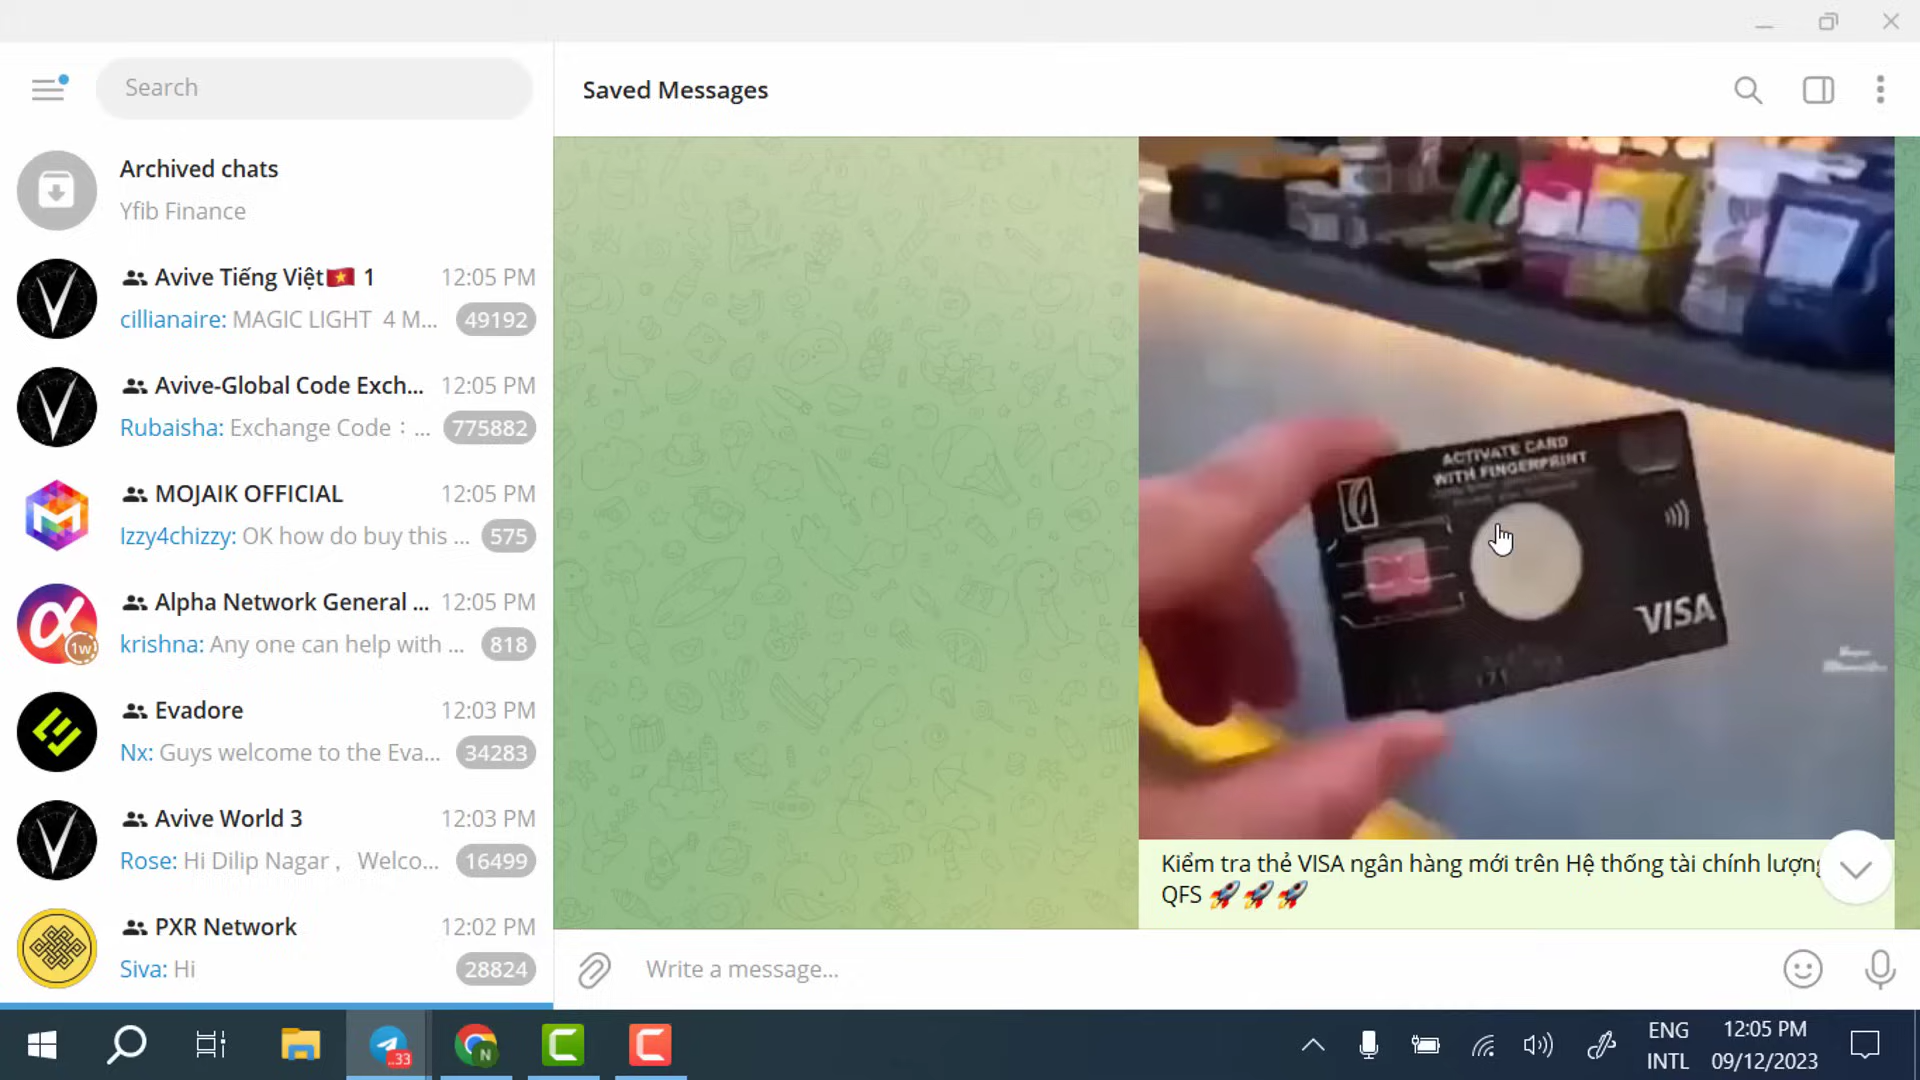 Search
Saved Messages
Archived chats
Yfib Finance
Avive Tiếng Việt🇻🇳 1
12:05 PM
cillianaire: MAGIC LIGHT 4 M...
49192
Avive-Global Code Exch...
12:05 PM
Rubaisha: Exchange Code : ...
775882
MOJAIK OFFICIAL
12:05 PM
Izzy4chizzy: OK how do buy this ...
575
Alpha Network General ...
12:05 PM
krishna: Any one can help with ...
818
1w
Evadore
12:03 PM
Nx: Guys welcome to the Eva...
34283
Avive World 3
12:03 PM
Rose: Hi Dilip Nagar , Welco...
16499
PXR Network
12:02 PM
Siva: Hi
28824
ACTIVATE CARD
WITH FINGERPRINT
VISA
Kiểm tra thẻ VISA ngân hàng mới trên Hệ thống tài chính lượng
QFS 🚀🚀🚀
Write a message...
..33
N
ENG
INTL
12:05 PM
09/12/2023